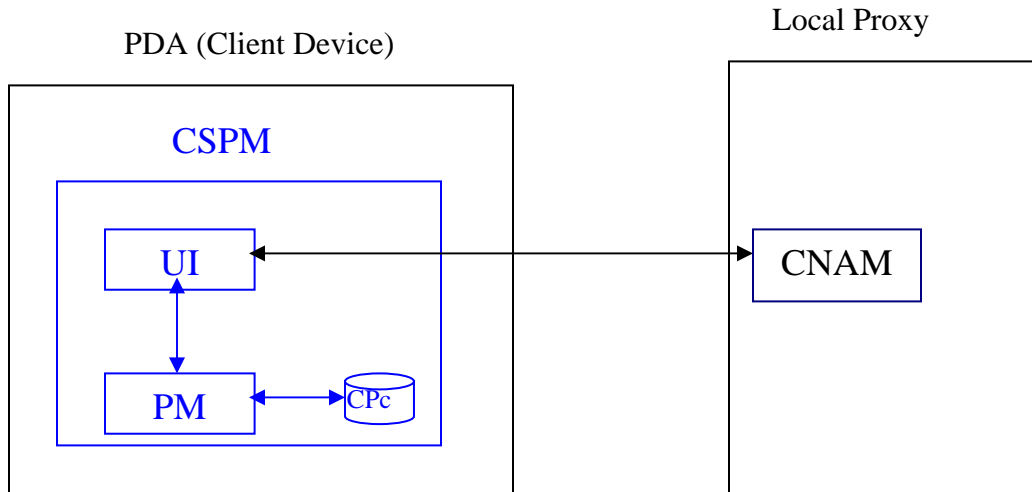 Local Proxy
PDA (Client Device)
CSPM
UI
CNAM
PM
CPc